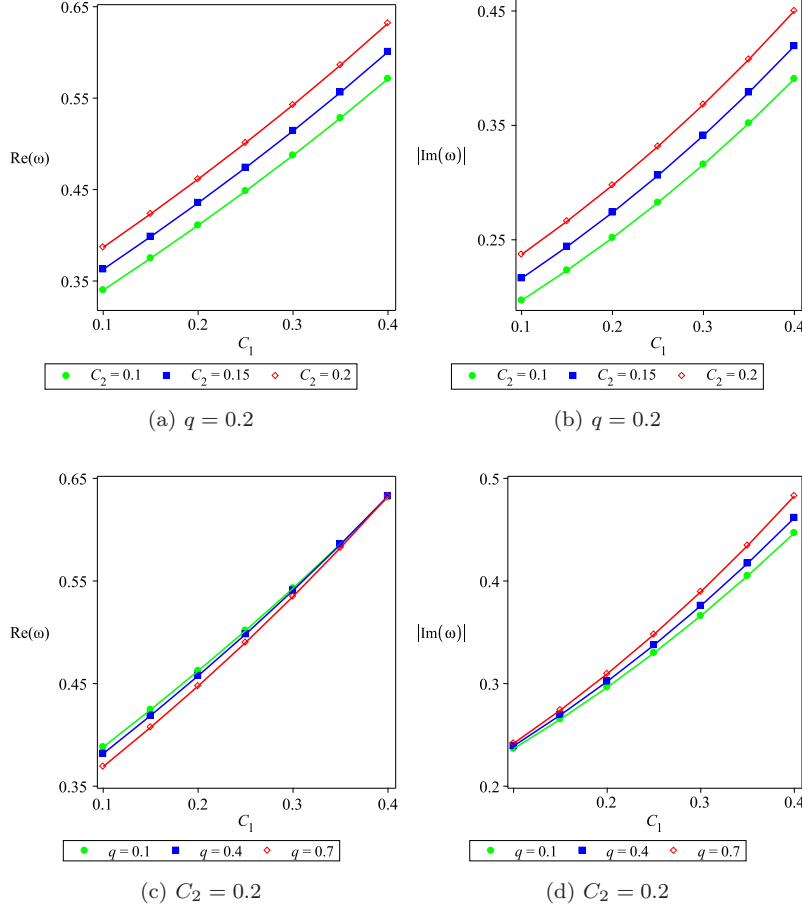 0.65
0.55
0.45
0.35
Re(ω)
0.1 0.2 0.3 0.4
C₁
C₂ = 0.1 C₂ = 0.15 C₂ = 0.2
(a) q = 0.2
0.45
0.35
0.25
|Im(ω)|
0.1 0.2 0.3 0.4
C₁
C₂ = 0.1 C₂ = 0.15 C₂ = 0.2
(b) q = 0.2
0.65
0.55
0.45
0.35
Re(ω)
0.1 0.2 0.3 0.4
C₁
q = 0.1 q = 0.4 q = 0.7
(c) C₂ = 0.2
0.5
0.4
0.3
0.2
|Im(ω)|
0.2 0.3 0.4
C₁
q = 0.1 q = 0.4 q = 0.7
(d) C₂ = 0.2